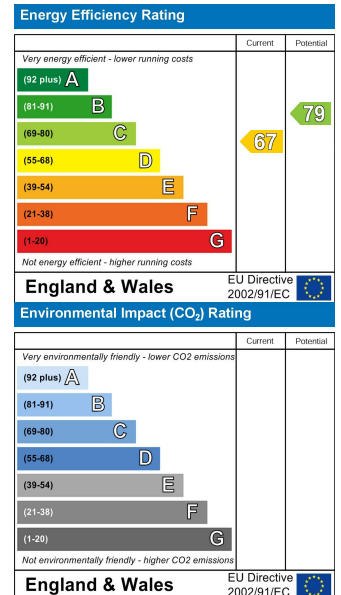 Energy Efficiency Rating
Current Potential
Very energy efficient - lower running costs
(92 plus) A
(81-91) B
79
(69-80) C
67
(55-68) D
(39-54) E
(21-38) F
(1-20) G
Not energy efficient - higher running costs
England & Wales
EU Directive
2002/91/EC
Environmental Impact (CO₂) Rating
Current Potential
Very environmentally friendly - lower CO2 emissions
(92 plus) A
(81-91) B
(69-80) C
(55-68) D
(39-54) E
(21-38) F
(1-20) G
Not environmentally friendly - higher CO2 emissions
England & Wales
EU Directive
2002/91/EC